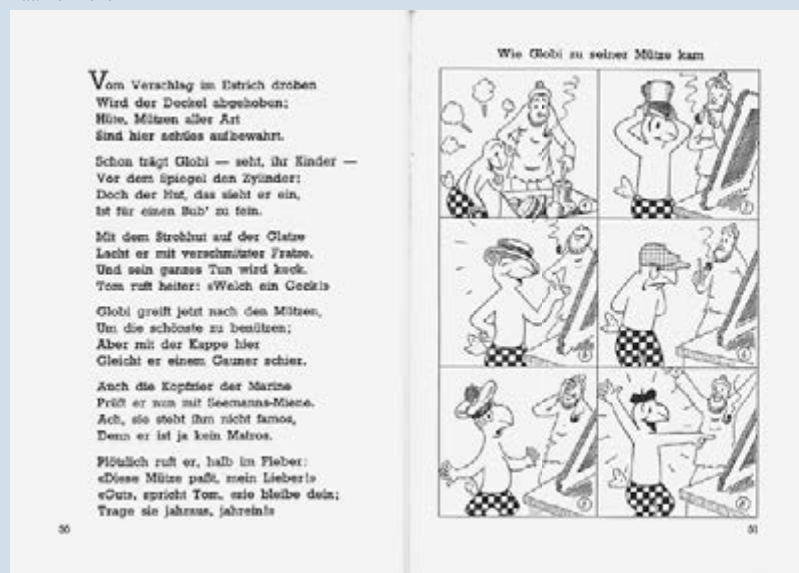 Vom Verschlag im Estrich droben
Wird der Deckel abgehoben;
Hüte, Mützen aller Art
Sind hier achtlos aufbewahrt.
Schon trägt Globi — seht, ihr Kinder —
Vor dem Spiegel den Zylinder;
Doch der Hut, das sieht er ein,
Ist für einen Bub' zu fein.
Mit dem Strohhut auf der Glatze
Lacht er mit verschmitzter Fratze.
Und sein ganzes Tun wird keck.
Tom ruft heiter: «Welch ein Geck!»
Globi greift jetzt nach den Mützen,
Um die schönste zu benützen;
Aber mit der Kappe hier
Gleicht er einem Gauner schier.
Auch die Kopfzier der Marine
Prüft er nun mit Seemanns-Miene.
Ach, sie steht ihm nicht famos,
Denn er ist ja kein Matros.
Plötzlich ruft er, halb im Fieber:
«Diese Mütze paßt, mein Lieber!»
«Gut», spricht Tom, «sie bleibe dein;
Trage sie jahraus, jahrein!»
Wie Globi zu seiner Mütze kam